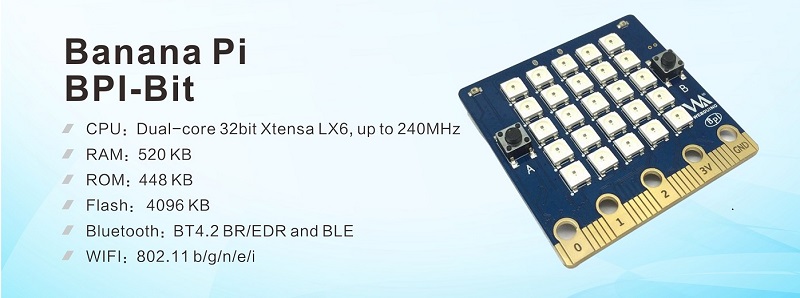 Banana Pi
BPI-Bit
CPU： Dual-core 32bit Xtensa LX6, up to 240MHz
RAM：520 KB
ROM：448 KB
Flash：4096 KB
Bluetooth：BT4.2 BR/EDR and BLE
WIFI：802.11 b/g/n/e/i
A
B
bpi
0
1
2
3V
GND